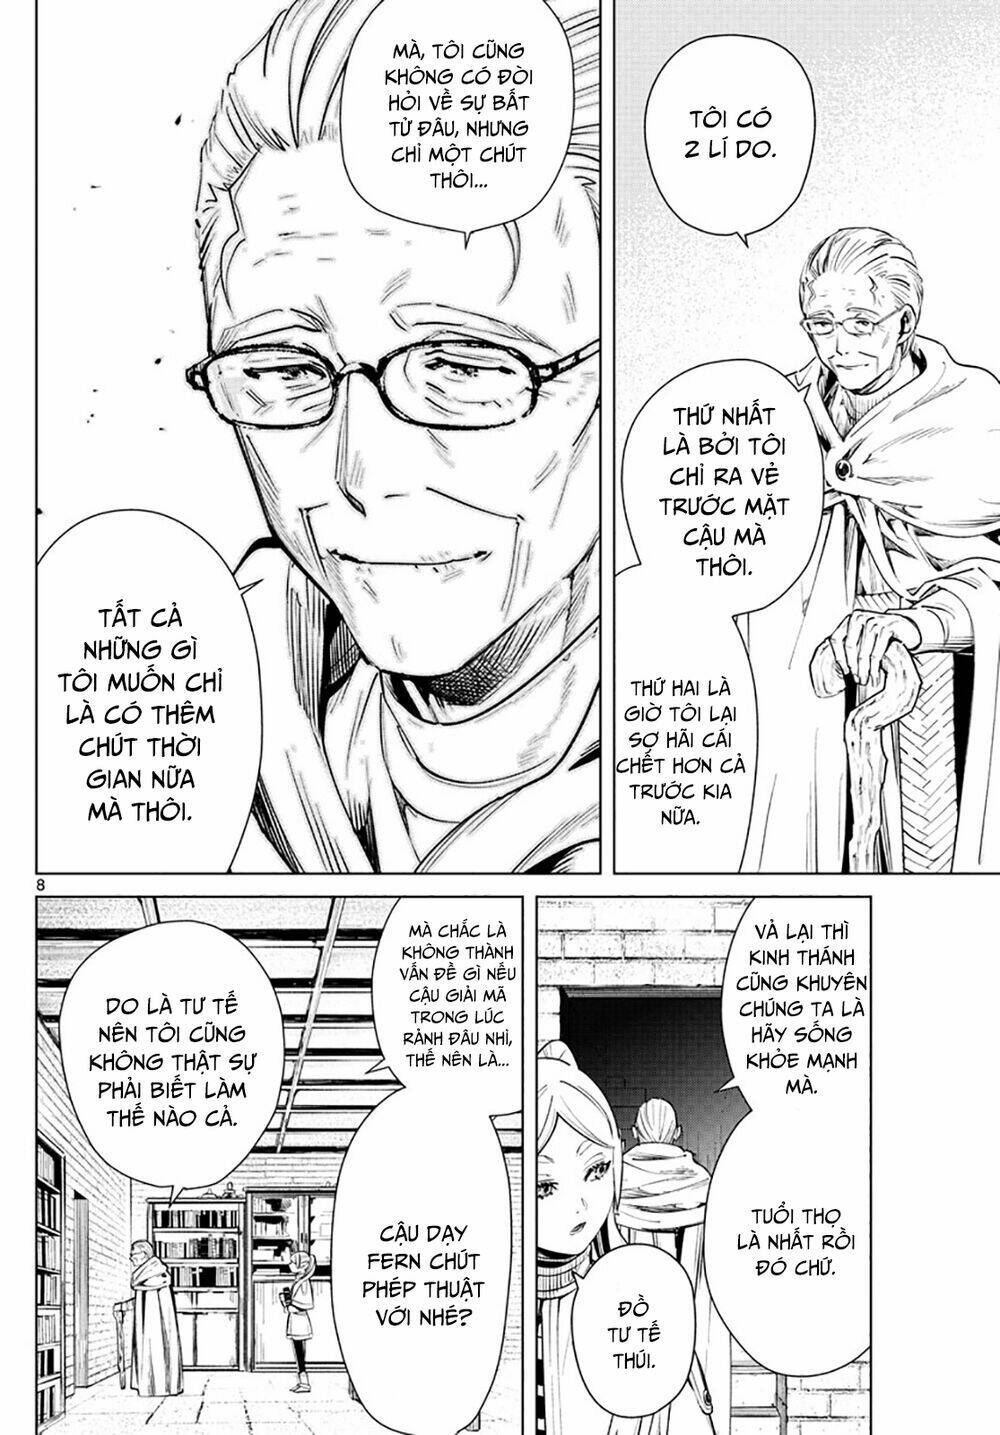 TÔI CÓ
2 LÍ DO.
THỨ NHẤT
LÀ BỞI TÔI
CHỈ RA VẺ
TRƯỚC MẶT
CẬU MÀ
THÔI.
THỨ HAI LÀ
GIỜ TÔI LẠI
SỢ HÃI CÁI
CHẾT HƠN CẢ
TRƯỚC KIA
NỮA.
MÀ, TÔI CŨNG
KHÔNG CÓ ĐÒI
HỎI VỀ SỰ BẤT
TỬ ĐÂU, NHƯNG
CHỈ MỘT CHÚT
THÔI...
TẤT CẢ
NHỮNG GÌ
TÔI MUỐN CHỈ
LÀ CÓ THÊM
CHÚT THỜI
GIAN NỮA
MÀ THÔI.
8
VẢ LẠI THÌ
KINH THÁNH
CŨNG KHUYÊN
CHÚNG TA LÀ
HÃY SỐNG
KHỎE MẠNH
MÀ.
TUỔI THỌ
LÀ NHẤT RỒI
ĐÓ CHỨ.
ĐỒ
TƯ TẾ
THÚI.
MÀ CHẮC LÀ
KHÔNG THÀNH
VẤN ĐỀ GÌ NẾU
CẬU GIẢI MÃ
TRONG LÚC
RẢNH ĐÂU NHỈ,
THẾ NÊN LÀ...
CẬU DẠY
FERN CHÚT
PHÉP THUẬT
VỚI NHÉ?
DO LÀ TƯ TẾ
NÊN TÔI CŨNG
KHÔNG THẬT SỰ
PHẢI BIẾT LÀM
THẾ NÀO CẢ.